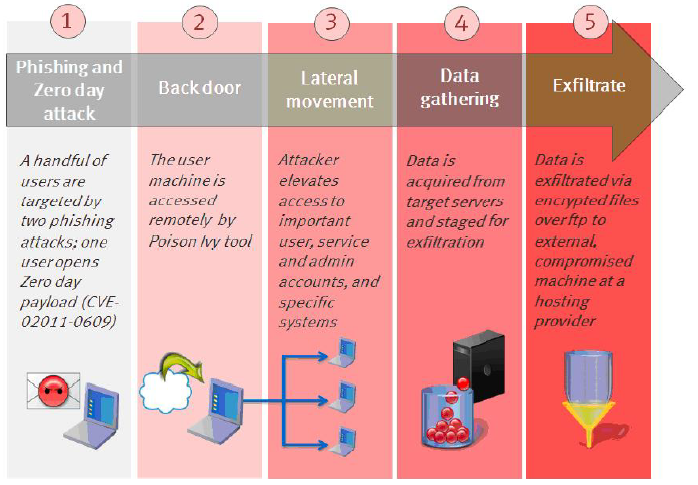 1
Phishing and
Zero day
attack
A handful of
users are
targeted by
two phishing
attacks; one
user opens
Zero day
payload (CVE-
02011-0609)
2
Back door
The user
machine is
accessed
remotely by
Poison Ivy tool
3
Lateral
movement
Attacker
elevates
access to
important
user, service
and admin
accounts, and
specific
systems
4
Data
gathering
Data is
acquired from
target servers
and staged for
exfiltration
5
Exfiltrate
Data is
exfiltrated via
encrypted files
over ftp to
external,
compromised
machine at a
hosting
provider